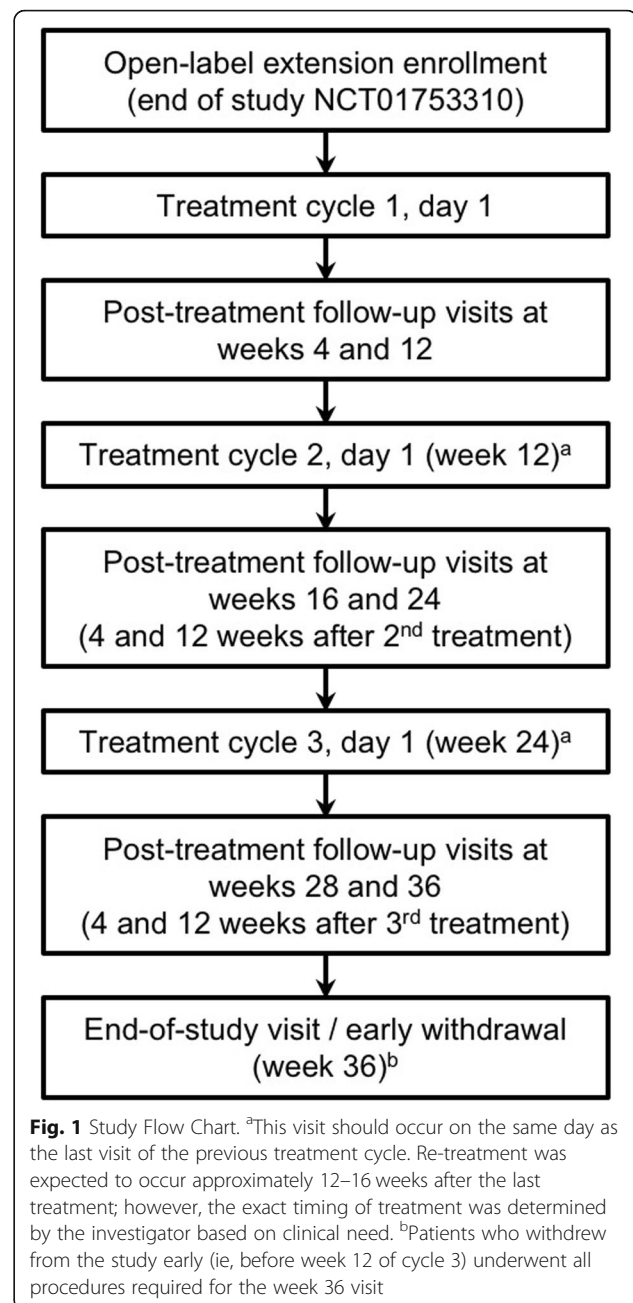 Open-label extension enrollment
(end of study NCT01753310)
Treatment cycle 1, day 1
Post-treatment follow-up visits at
weeks 4 and 12
Treatment cycle 2, day 1 (week 12)ᵃ
Post-treatment follow-up visits at
weeks 16 and 24
(4 and 12 weeks after 2ⁿᵈ treatment)
Treatment cycle 3, day 1 (week 24)ᵃ
Post-treatment follow-up visits at
weeks 28 and 36
(4 and 12 weeks after 3ʳᵈ treatment)
End-of-study visit / early withdrawal
(week 36)ᵇ
Fig. 1 Study Flow Chart. ᵃThis visit should occur on the same day as
the last visit of the previous treatment cycle. Re-treatment was
expected to occur approximately 12–16 weeks after the last
treatment; however, the exact timing of treatment was determined
by the investigator based on clinical need. ᵇPatients who withdrew
from the study early (ie, before week 12 of cycle 3) underwent all
procedures required for the week 36 visit